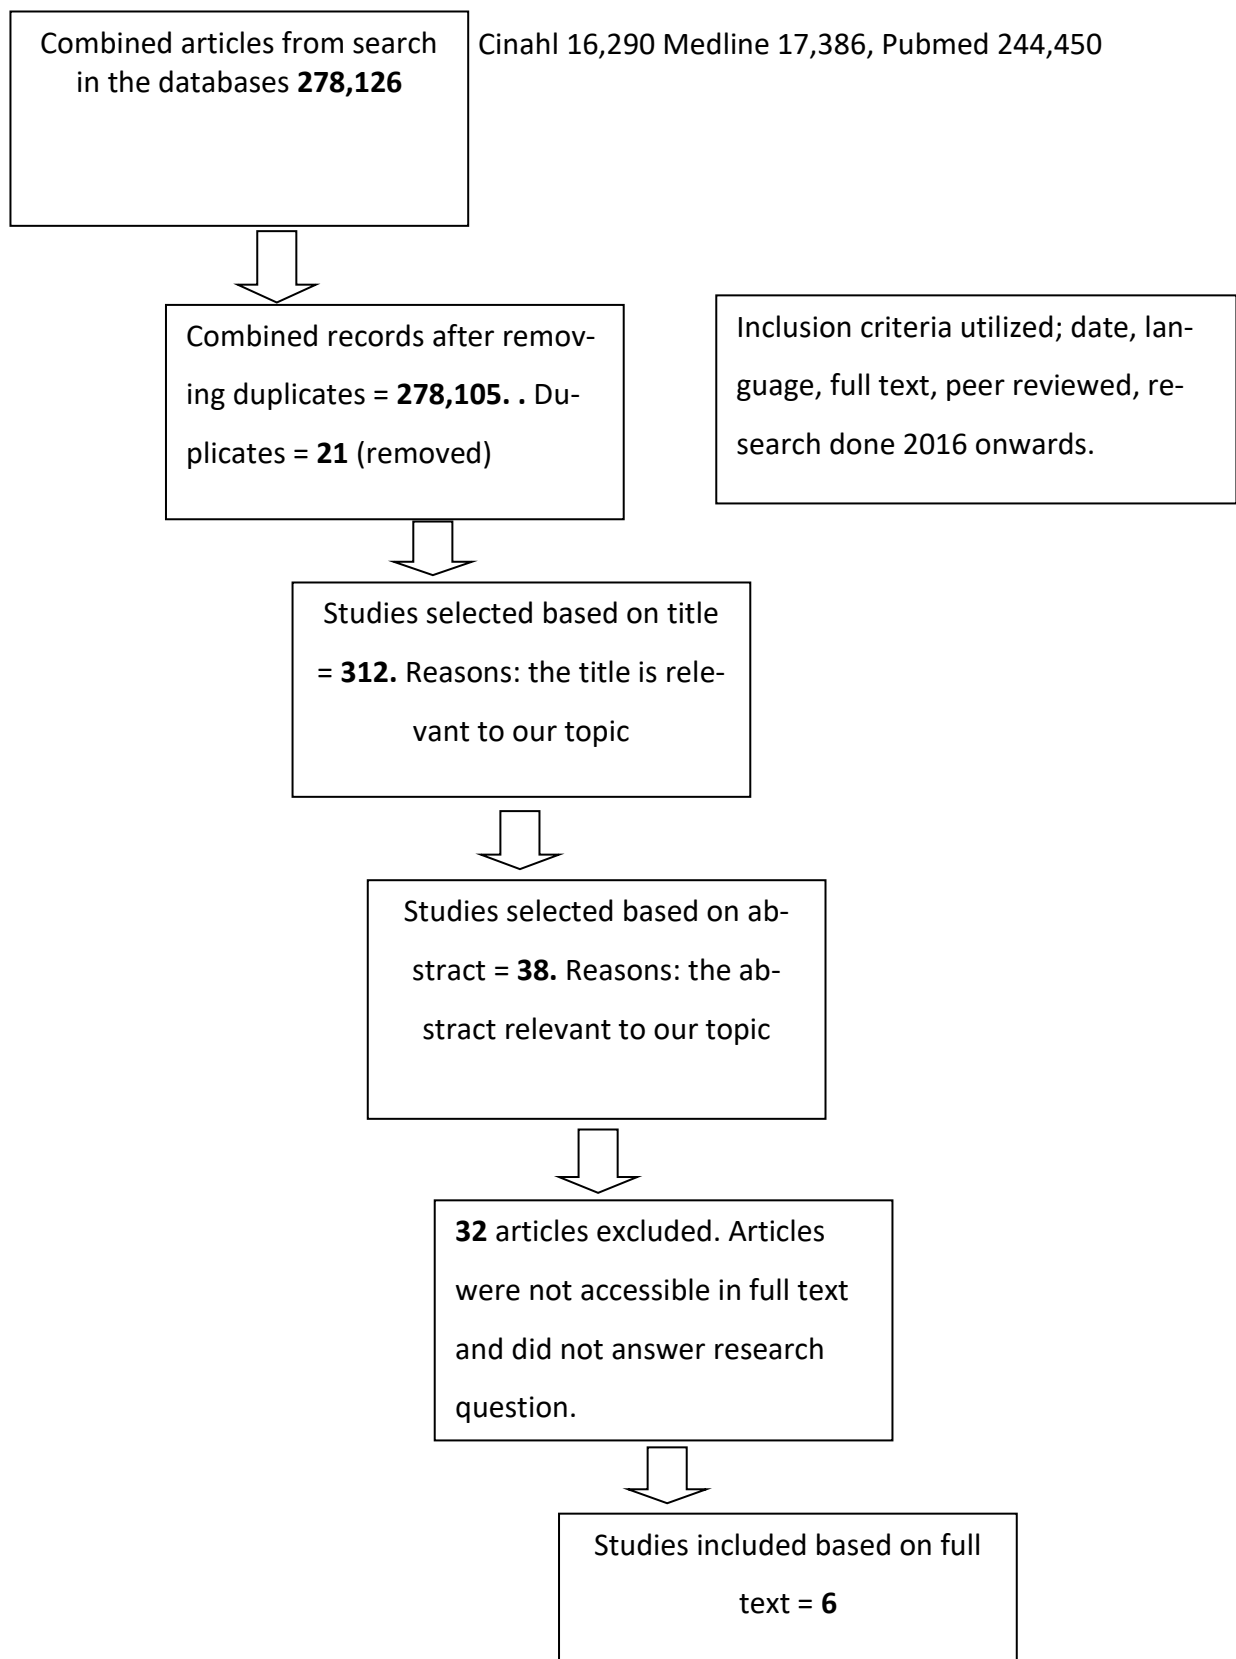 Combined articles from search
in the databases 278,126
Cinahl 16,290 Medline 17,386, Pubmed 244,450
Combined records after remov-
ing duplicates = 278,105. . Du-
plicates = 21 (removed)
Inclusion criteria utilized; date, lan-
guage, full text, peer reviewed, re-
search done 2016 onwards.
Studies selected based on title
= 312. Reasons: the title is rele-
vant to our topic
Studies selected based on ab-
stract = 38. Reasons: the ab-
stract relevant to our topic
32 articles excluded. Articles
were not accessible in full text
and did not answer research
question.
Studies included based on full
text = 6